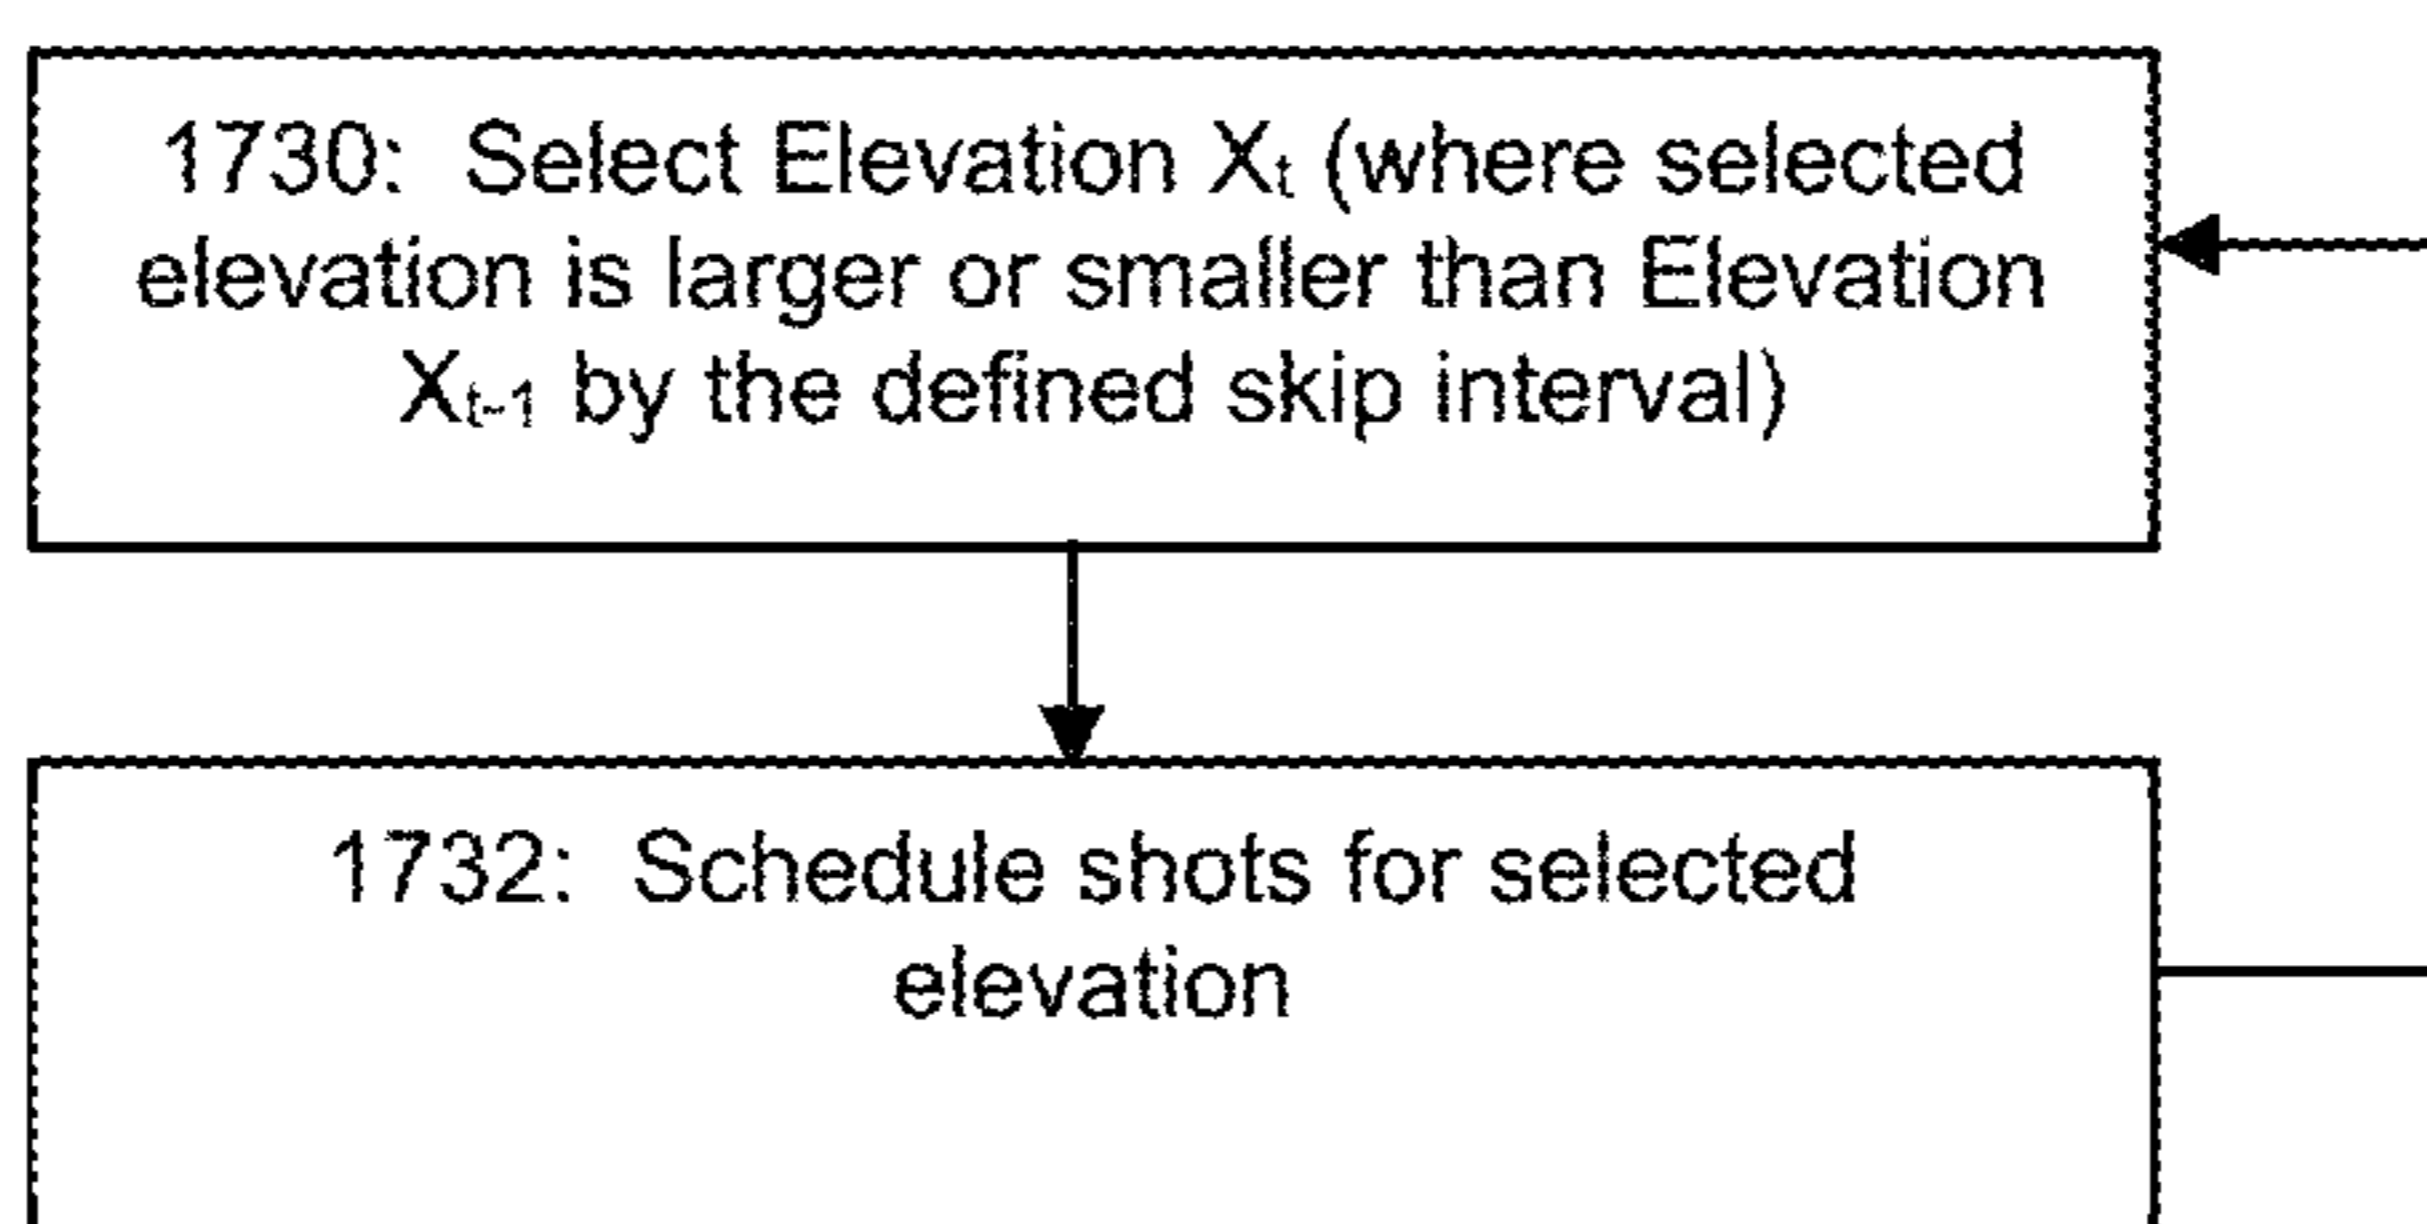 1730: Select Elevation Xt (where selected
elevation is larger or smaller than Elevation
Xt-1 by the defined skip interval)
1732: Schedule shots for selected
elevation